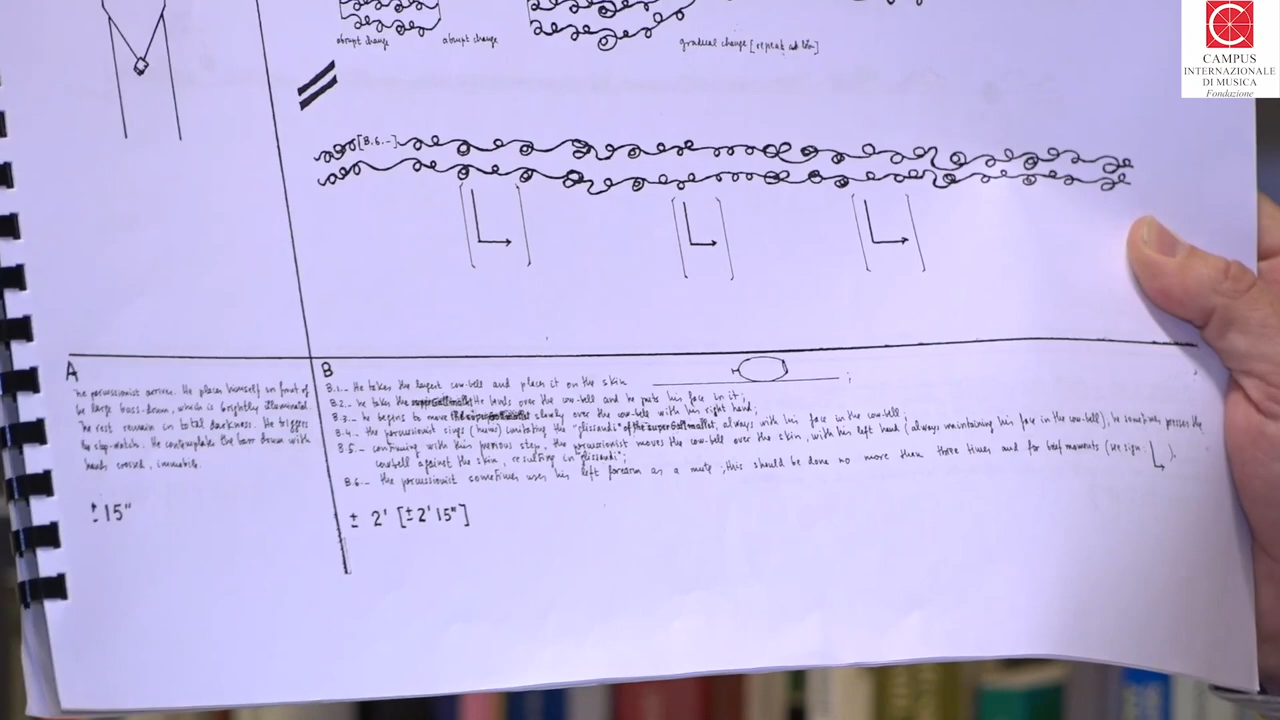 CAMPUS
INTERNAZIONALE
DI MUSICA
Fondazione
abrupt change abrupt change gradual change [repeat ad lib.]
[B.6.-]
A
The percussionist arrives. He places himself in front of
the large bass-drum, which is brightly illuminated.
The rest remain in total darkness. He triggers
the stop-watch. He contemplates the bass drum with
hands crossed, immobile.
± 15"
B
B.1.- He takes the largest cow-bell and places it on the skin ;
B.2.- he takes the superball mallet He bends over the cow-bell and he puts his face in it;
B.3.- he begins to move the superball mallet slowly over the cow-bell with his right hand;
B.4.- the percussionist sings (hums) imitating the "glissandi" of the superball mallet, always with his face in the cow-bell;
B.5.- continuing with this previous step, the percussionist moves the cow-bell over the skin, with his left hand (always maintaining his face in the cow-bell), he sometimes presses the
cowbell against the skin, resulting in "glissandi";
B.6.- the percussionist sometimes uses his left forearm as a mute; this should be done no more than three times and for brief moments (see sign: ).
± 2' [±2' 15"]